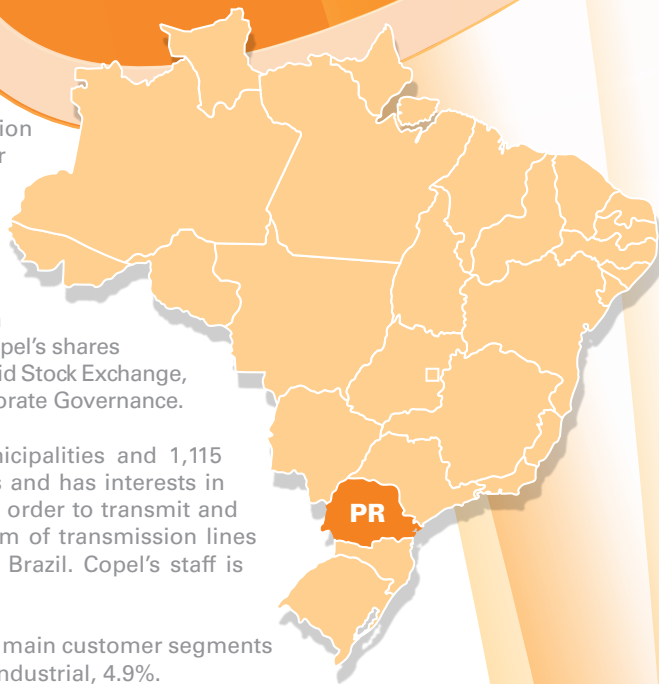 r
pel's shares
id Stock Exchange,
orate Governance.
nicipalities and 1,115
s and has interests in
order to transmit and
m of transmission lines
Brazil. Copel's staff is
PR
main customer segments
ndustrial, 4.9%.